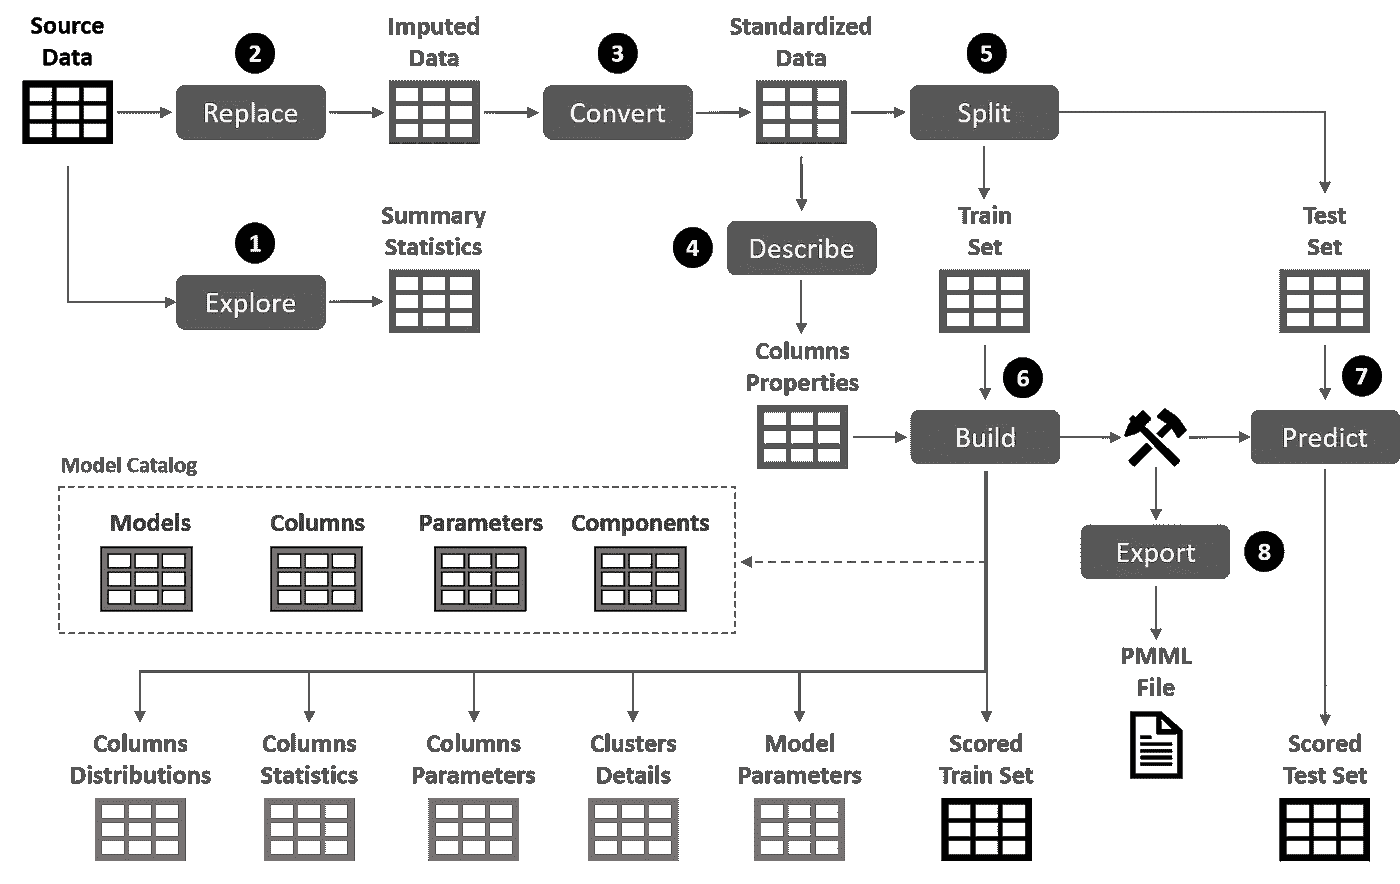 Source
Data
2
Replace
Imputed
Data
3
Convert
Standardized
Data
5
Split
1
Explore
Summary
Statistics
4
Describe
Train
Set
Test
Set
Columns
Properties
6
Build
7
Predict
Export
8
PMML
File
Model Catalog
Models
Columns
Parameters
Components
Columns
Distributions
Columns
Statistics
Columns
Parameters
Clusters
Details
Model
Parameters
Scored
Train Set
Scored
Test Set